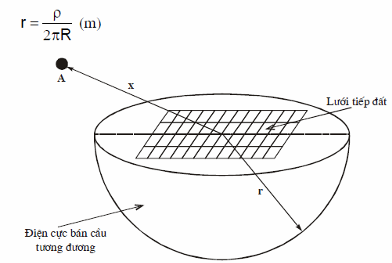 r = ρ / 2πR (m)
A
x
Lưới tiếp đất
r
Điện cực bán cầu
tương đương